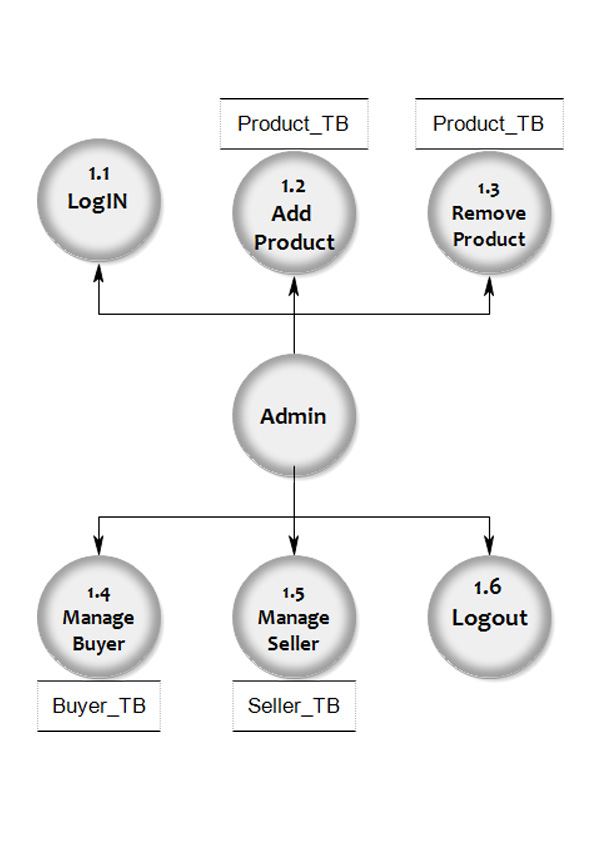 Product_TB
Product_TB
1.1
LogIN
1.2
Add
Product
1.3
Remove
Product
Admin
1.4
Manage
Buyer
1.5
Manage
Seller
1.6
Logout
Buyer_TB
Seller_TB